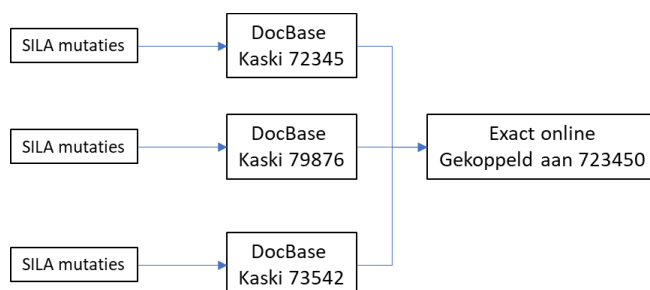 SILA mutaties
DocBase
Kaski 72345
SILA mutaties
DocBase
Kaski 79876
Exact online
Gekoppeld aan 723450
SILA mutaties
DocBase
Kaski 73542